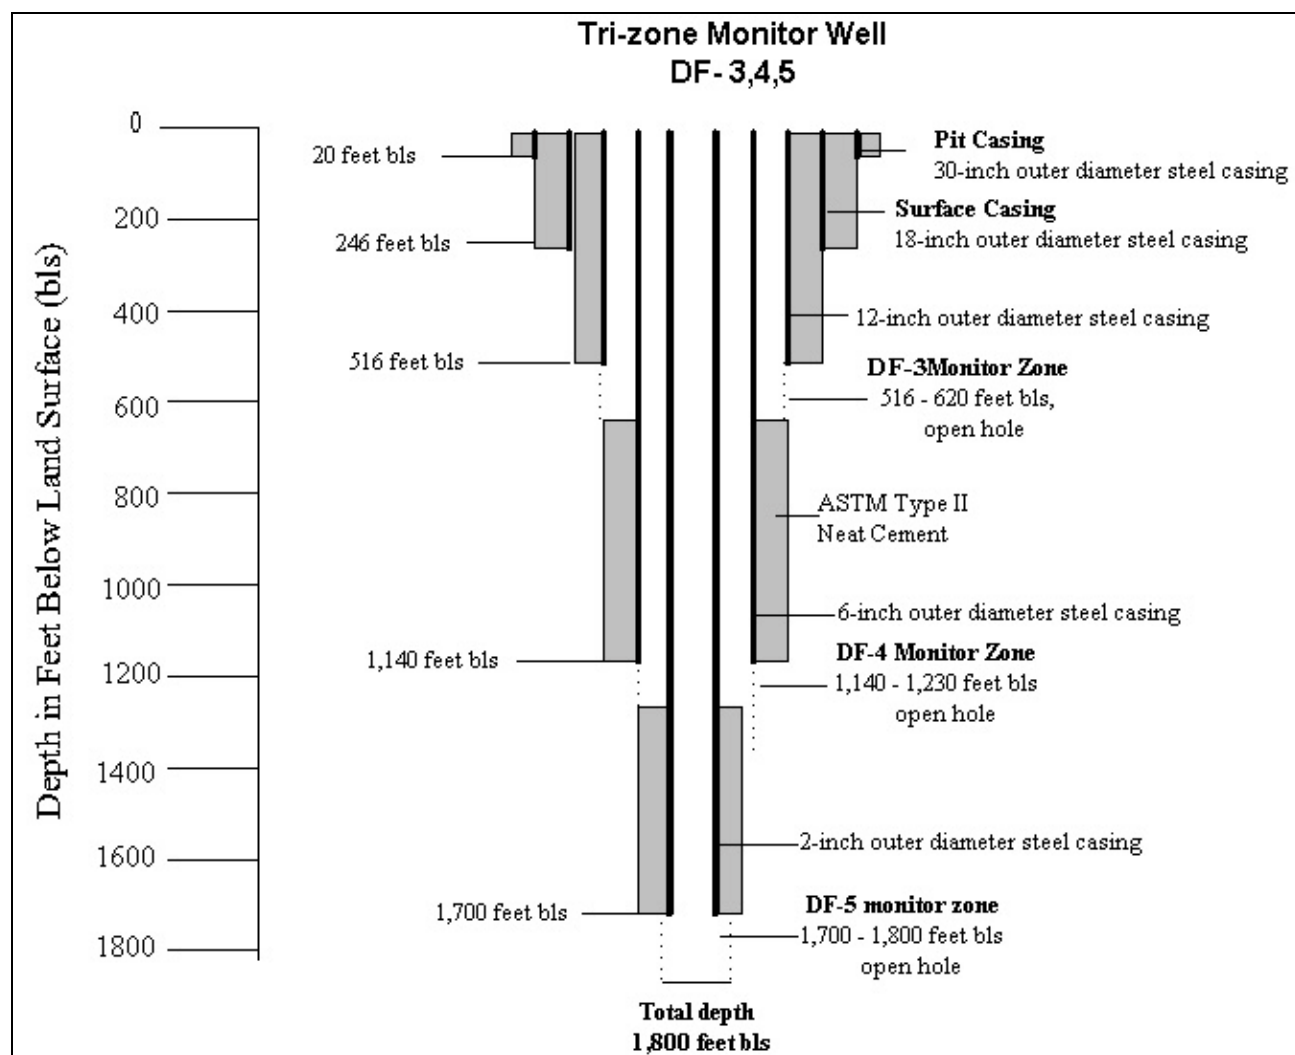 Tri-zone Monitor Well
DF- 3,4,5
Depth in Feet Below Land Surface (bls)
0
200
400
600
800
1000
1200
1400
1600
1800
20 feet bls
246 feet bls
516 feet bls
1,140 feet bls
1,700 feet bls
Pit Casing
30-inch outer diameter steel casing
Surface Casing
18-inch outer diameter steel casing
12-inch outer diameter steel casing
DF-3Monitor Zone
516 - 620 feet bls,
open hole
ASTM Type II
Neat Cement
6-inch outer diameter steel casing
DF-4 Monitor Zone
1,140 - 1,230 feet bls
open hole
2-inch outer diameter steel casing
DF-5 monitor zone
1,700 - 1,800 feet bls
open hole
Total depth
1,800 feet bls